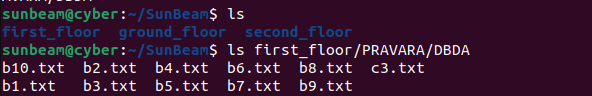 sunbeam@cyber:~/SunBeam$ ls
first_floor  ground_floor  second_floor
sunbeam@cyber:~/SunBeam$ ls first_floor/PRAVARA/DBDA
b10.txt  b2.txt  b4.txt  b6.txt  b8.txt  c3.txt
b1.txt   b3.txt  b5.txt  b7.txt  b9.txt